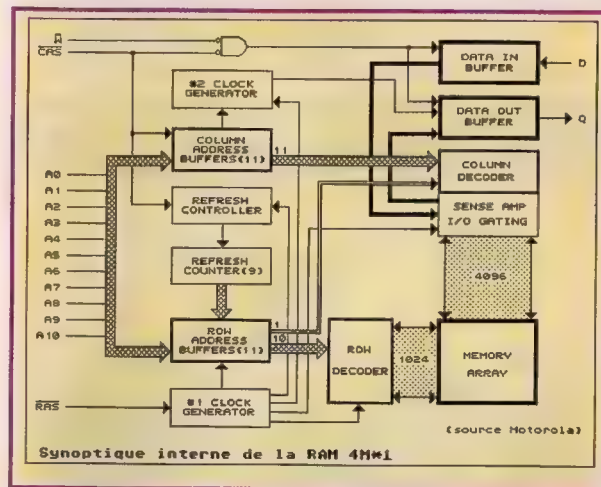 W
CAS
#2 CLOCK
GENERATOR
DATA IN
BUFFER
D
DATA OUT
BUFFER
Q
COLUMN
ADDRESS
BUFFERS(11)
11
COLUMN
DECODER
SENSE AMP
I/O GATING
A0
A1
A2
A3
A4
A5
A6
A7
A8
A9
A10
REFRESH
CONTROLLER
REFRESH
COUNTER(9)
4096
ROW
ADDRESS
BUFFERS(11)
1
10
ROW
DECODER
1024
MEMORY
ARRAY
RAS
#1 CLOCK
GENERATOR
(source Motorola)
Synoptique interne de la RAM 4M*1